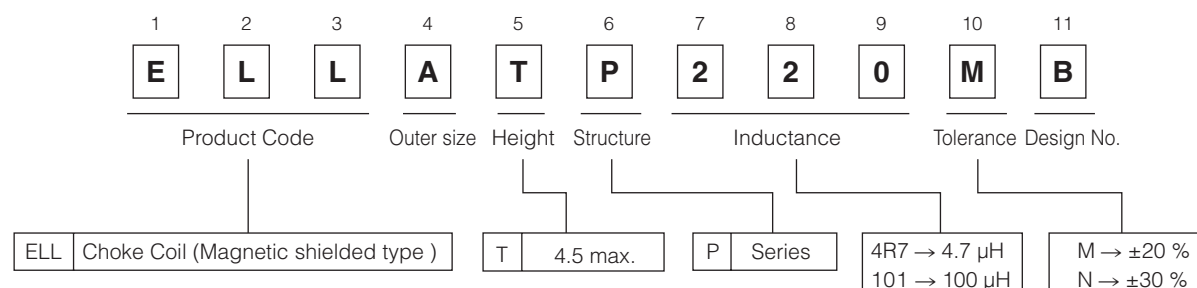 1 2 3 4 5 6 7 8 9 10 11
E L L A T P 2 2 0 M B
Product Code Outer size Height Structure Inductance Tolerance Design No.
ELL Choke Coil (Magnetic shielded type ) T 4.5 max. P Series 4R7 → 4.7 µH M → ±20 %
101 → 100 µH N → ±30 %